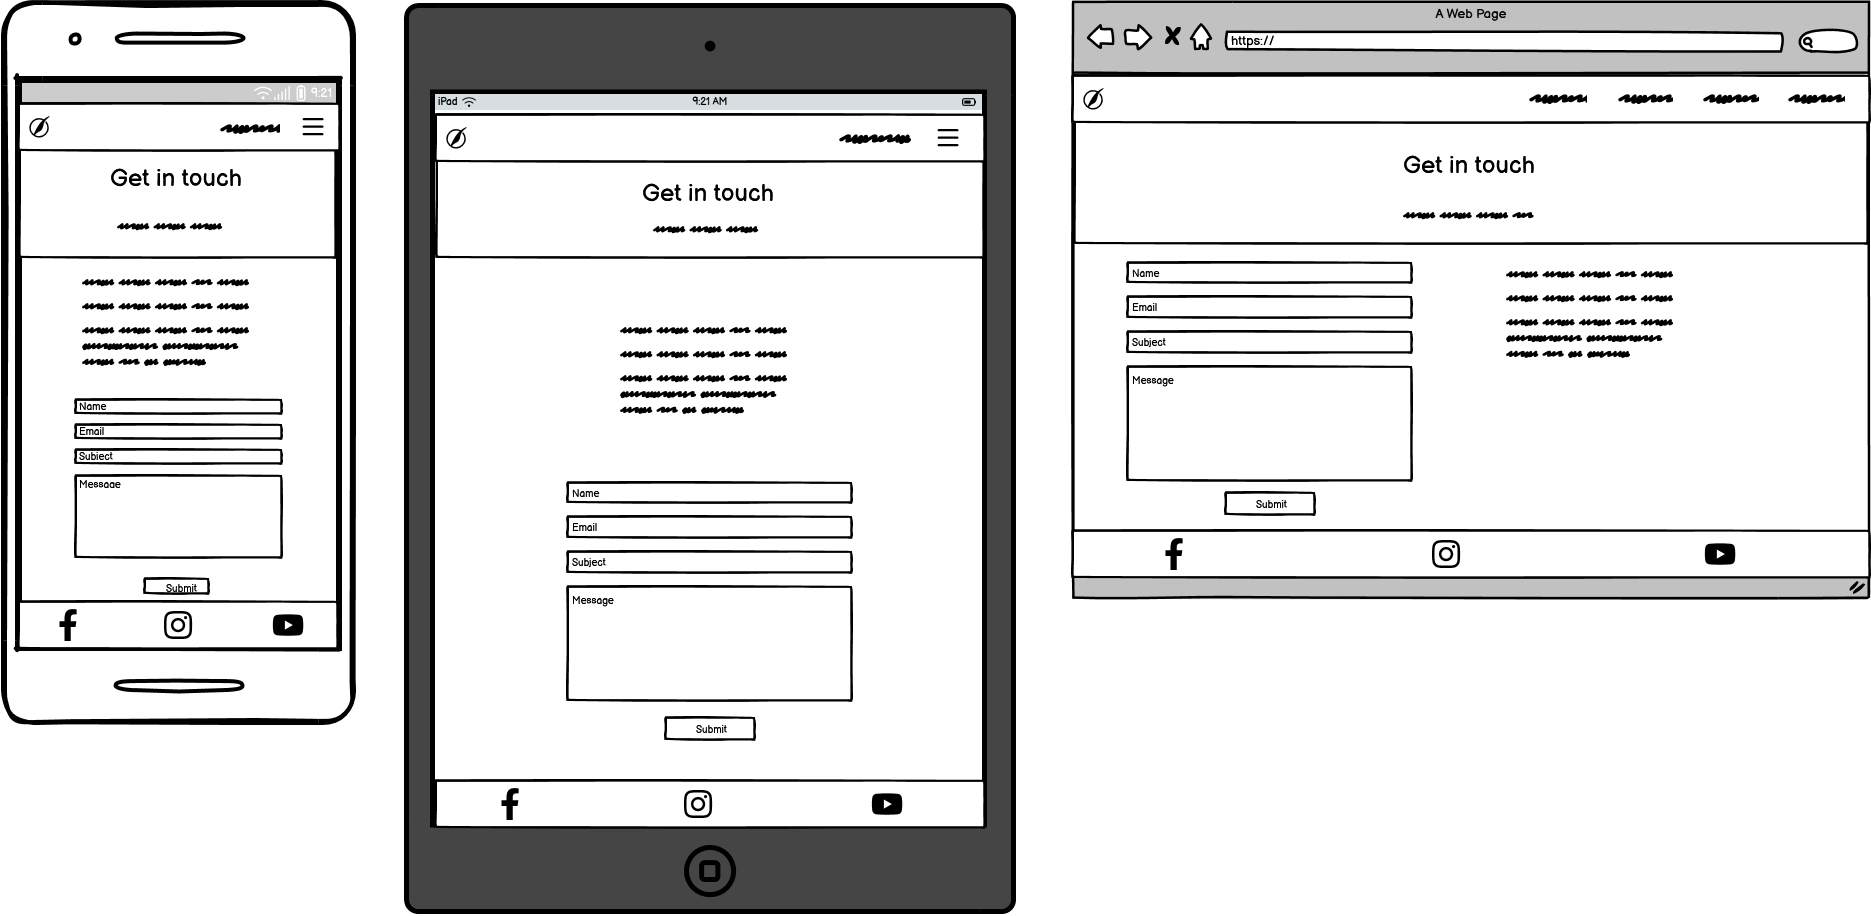 9:21
Get in touch
Name
Email
Subject
Message
Submit
iPad
9:21 AM
Get in touch
Name
Email
Subject
Message
Submit
A Web Page
https://
Get in touch
Name
Email
Subject
Message
Submit